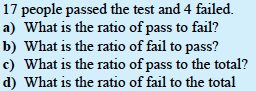 17 people passed the test and 4 failed.
a) What is the ratio of pass to fail?
b) What is the ratio of fail to pass?
c) What is the ratio of pass to the total?
d) What is the ratio of fail to the total